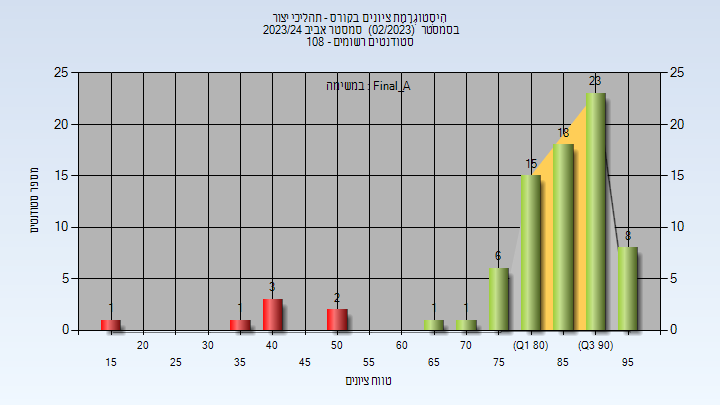 היסטוגרמת ציונים בקורס - תהליכי יצור
בסמסטר (02/2023) סמסטר אביב 2023/24
סטודנטים רשומים - 108
במשימה : Final_A
מספר סטודנטים
25 25
20 20
15 15
10 10
5 5
0 0
1 1 3 2 1 1 6 15 18 23 8
20 30 40 50 60 70 (Q1 80) (Q3 90)
15 25 35 45 55 65 75 85 95
טווח ציונים